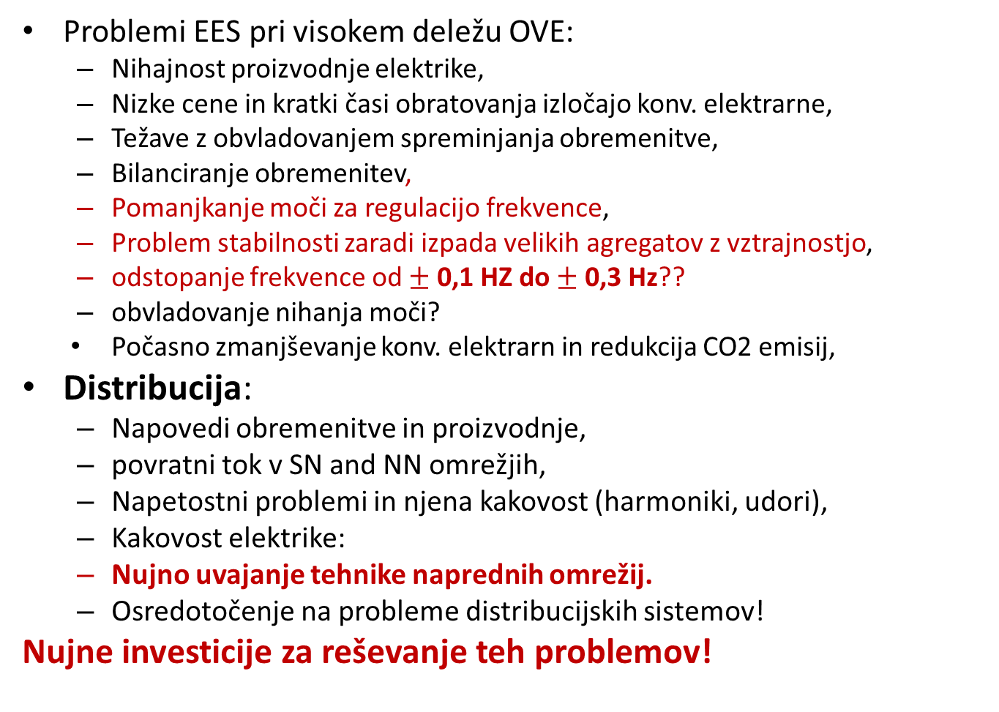 • Problemi EES pri visokem deležu OVE:
– Nihajnost proizvodnje elektrike,
– Nizke cene in kratki časi obratovanja izločajo konv. elektrarne,
– Težave z obvladovanjem spreminjanja obremenitve,
– Bilanciranje obremenitev,
– Pomanjkanje moči za regulacijo frekvence,
– Problem stabilnosti zaradi izpada velikih agregatov z vztrajnostjo,
– odstopanje frekvence od ± 0,1 HZ do ± 0,3 Hz??
– obvladovanje nihanja moči?
• Počasno zmanjševanje konv. elektrarn in redukcija CO2 emisij,
• Distribucija:
– Napovedi obremenitve in proizvodnje,
– povratni tok v SN and NN omrežjih,
– Napetostni problemi in njena kakovost (harmoniki, udori),
– Kakovost elektrike:
– Nujno uvajanje tehnike naprednih omrežij.
– Osredotočenje na probleme distribucijskih sistemov!
Nujne investicije za reševanje teh problemov!